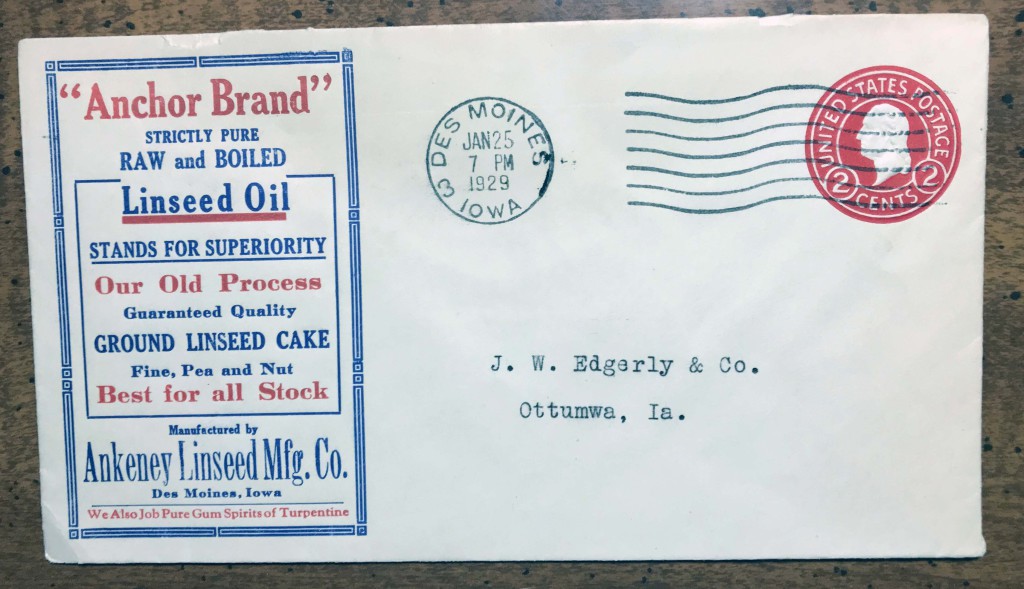 "Anchor Brand"
STRICTLY PURE
RAW and BOILED
Linseed Oil
STANDS FOR SUPERIORITY
Our Old Process
Guaranteed Quality
GROUND LINSEED CAKE
Fine, Pea and Nut
Best for all Stock
Manufactured by
Ankeney Linseed Mfg. Co.
Des Moines, Iowa
We Also Job Pure Gum Spirits of Turpentine
DES MOINES
JAN 25
7 PM
1929
3 IOWA
UNITED STATES POSTAGE
2 CENTS 2
J. W. Edgerly & Co.
Ottumwa, Ia.